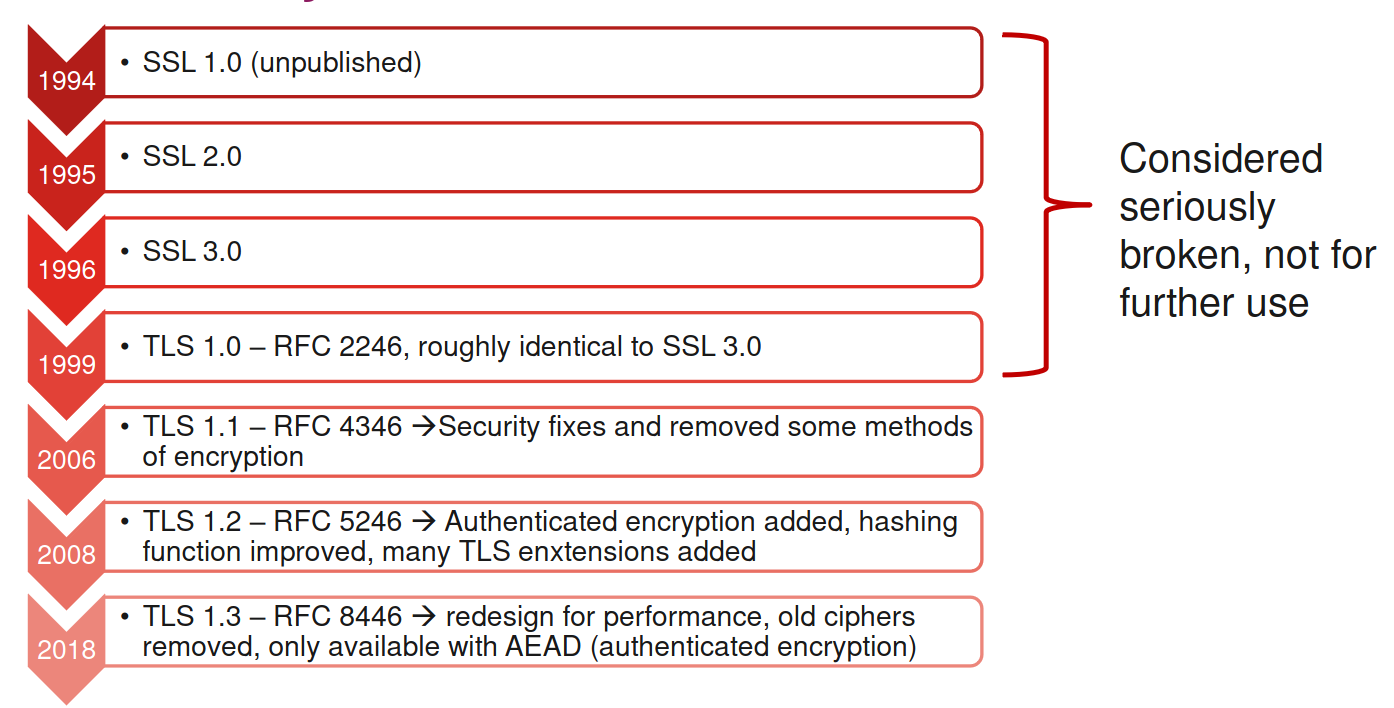 1994
• SSL 1.0 (unpublished)
1995
• SSL 2.0
1996
• SSL 3.0
1999
• TLS 1.0 – RFC 2246, roughly identical to SSL 3.0
2006
• TLS 1.1 – RFC 4346 →Security fixes and removed some methods
of encryption
2008
• TLS 1.2 – RFC 5246 → Authenticated encryption added, hashing
function improved, many TLS enxtensions added
2018
• TLS 1.3 – RFC 8446 → redesign for performance, old ciphers
removed, only available with AEAD (authenticated encryption)
Considered
seriously
broken, not for
further use